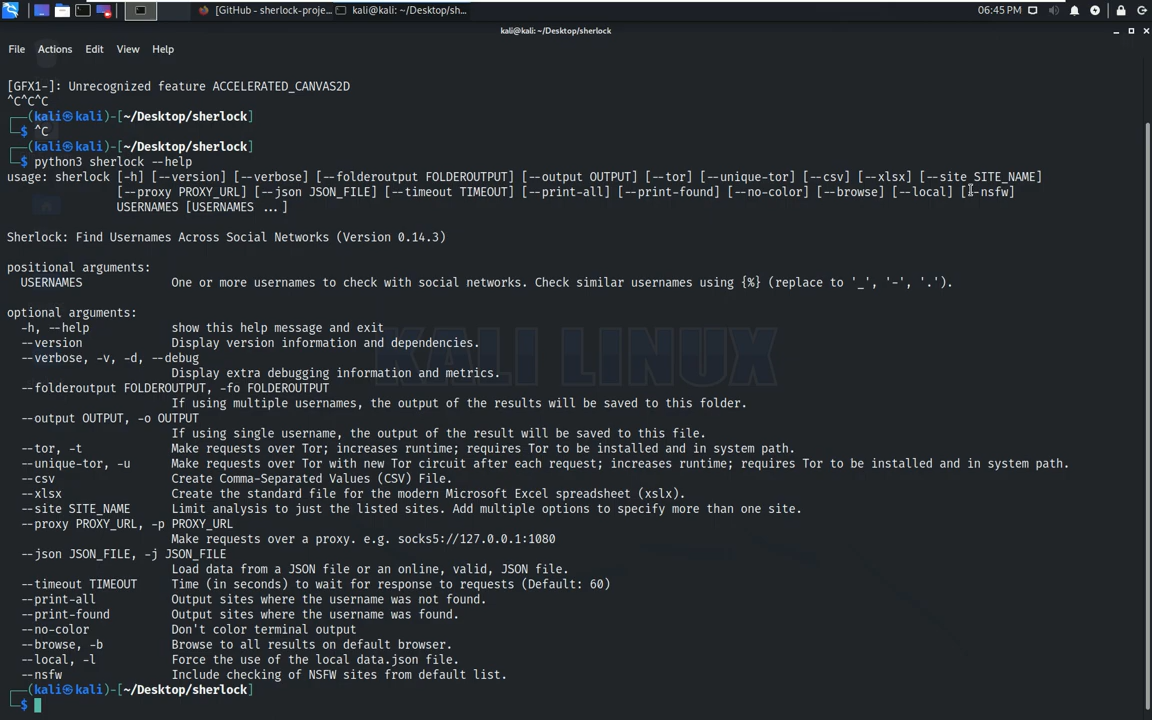 [GitHub - sherlock-proje...
kali@kali: ~/Desktop/sh...
06:45 PM
kali@kali: ~/Desktop/sherlock
File Actions Edit View Help
[GFX1-]: Unrecognized feature ACCELERATED_CANVAS2D
^C^C^C
┌──(kali㉿kali)-[~/Desktop/sherlock]
└─$ ^C
┌──(kali㉿kali)-[~/Desktop/sherlock]
└─$ python3 sherlock --help
usage: sherlock [-h] [--version] [--verbose] [--folderoutput FOLDEROUTPUT] [--output OUTPUT] [--tor] [--unique-tor] [--csv] [--xlsx] [--site SITE_NAME]
[--proxy PROXY_URL] [--json JSON_FILE] [--timeout TIMEOUT] [--print-all] [--print-found] [--no-color] [--browse] [--local] [--nsfw]
USERNAMES [USERNAMES ...]
Sherlock: Find Usernames Across Social Networks (Version 0.14.3)
positional arguments:
USERNAMES One or more usernames to check with social networks. Check similar usernames using {%} (replace to '_', '-', '.').
optional arguments:
-h, --help show this help message and exit
--version Display version information and dependencies.
--verbose, -v, -d, --debug
Display extra debugging information and metrics.
--folderoutput FOLDEROUTPUT, -fo FOLDEROUTPUT
If using multiple usernames, the output of the results will be saved to this folder.
--output OUTPUT, -o OUTPUT
If using single username, the output of the result will be saved to this file.
--tor, -t Make requests over Tor; increases runtime; requires Tor to be installed and in system path.
--unique-tor, -u Make requests over Tor with new Tor circuit after each request; increases runtime; requires Tor to be installed and in system path.
--csv Create Comma-Separated Values (CSV) File.
--xlsx Create the standard file for the modern Microsoft Excel spreadsheet (xslx).
--site SITE_NAME Limit analysis to just the listed sites. Add multiple options to specify more than one site.
--proxy PROXY_URL, -p PROXY_URL
Make requests over a proxy. e.g. socks5://127.0.0.1:1080
--json JSON_FILE, -j JSON_FILE
Load data from a JSON file or an online, valid, JSON file.
--timeout TIMEOUT Time (in seconds) to wait for response to requests (Default: 60)
--print-all Output sites where the username was not found.
--print-found Output sites where the username was found.
--no-color Don't color terminal output
--browse, -b Browse to all results on default browser.
--local, -l Force the use of the local data.json file.
--nsfw Include checking of NSFW sites from default list.
┌──(kali㉿kali)-[~/Desktop/sherlock]
└─$
KALI LINUX